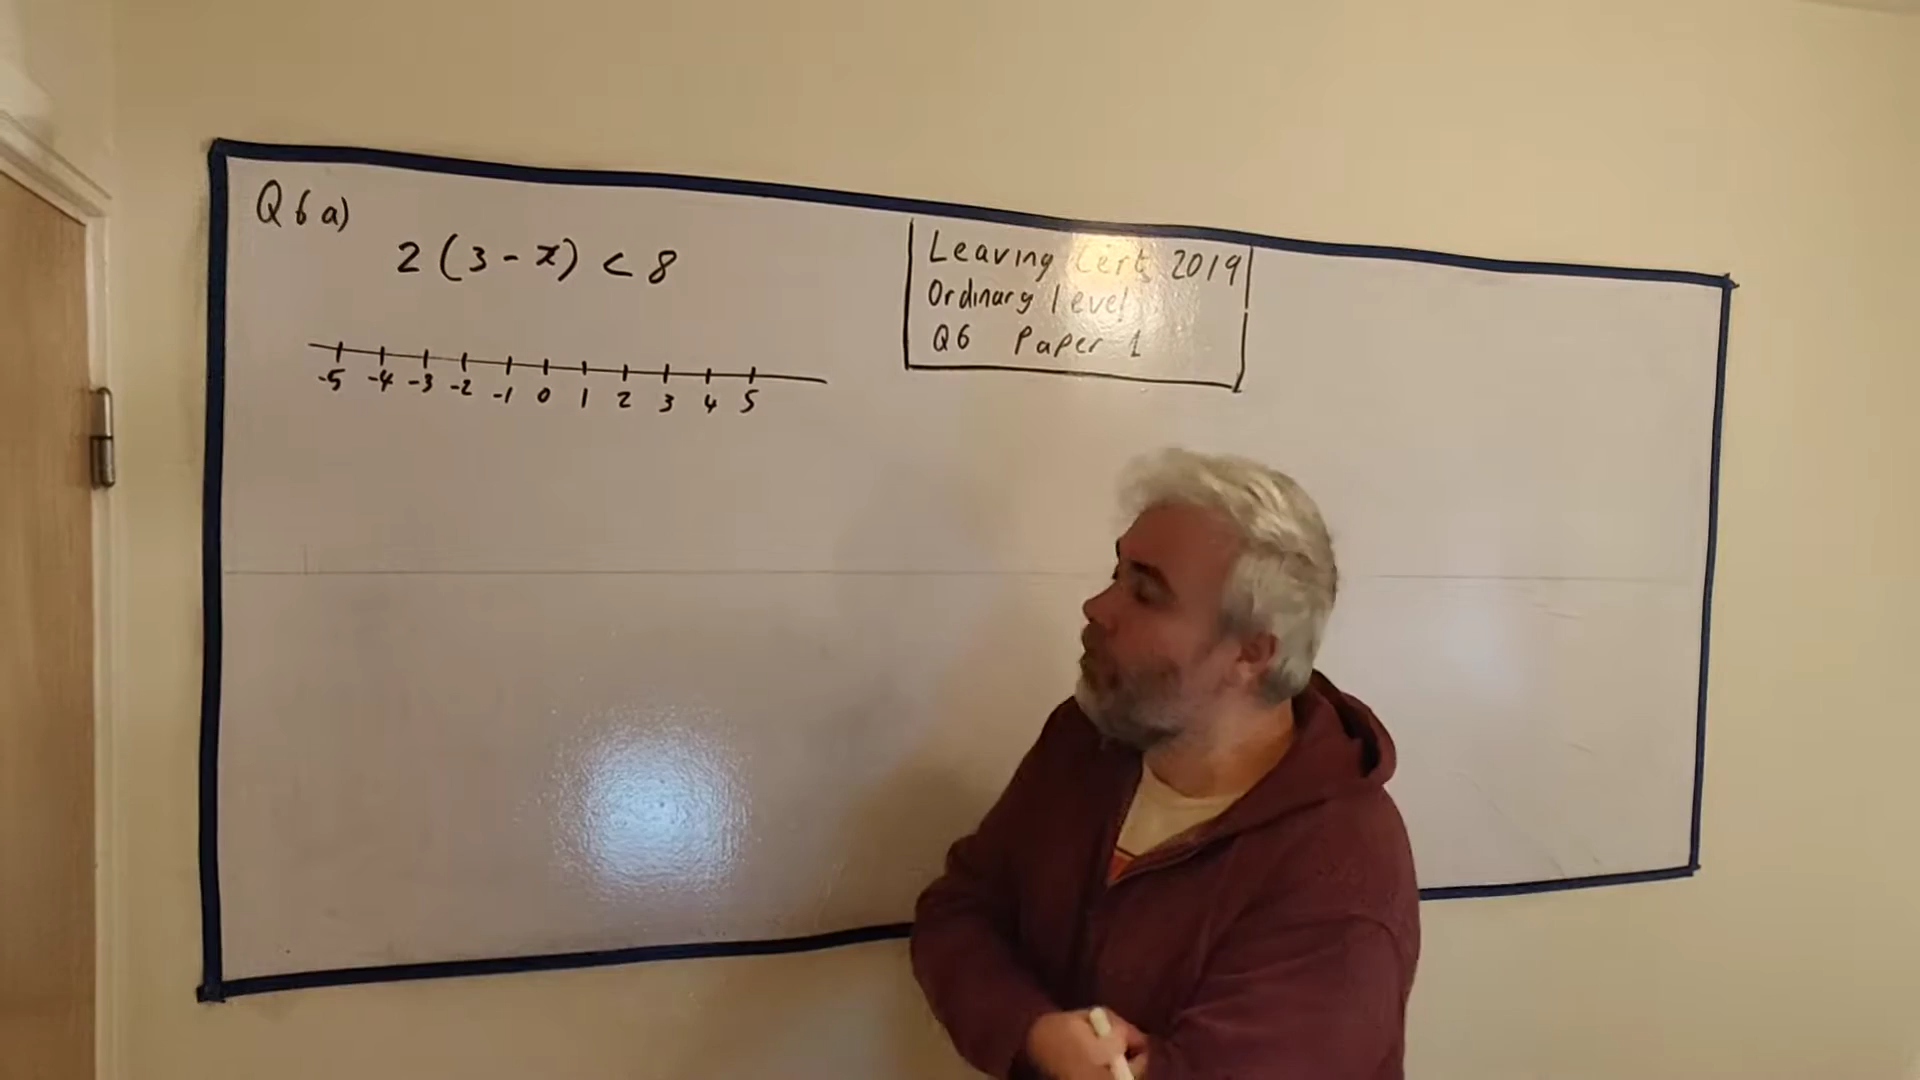 Q6a)
2(3-x) < 8
-5 -4 -3 -2 -1 0 1 2 3 4 5
Leaving Cert 2019
Ordinary level
Q6 Paper 1